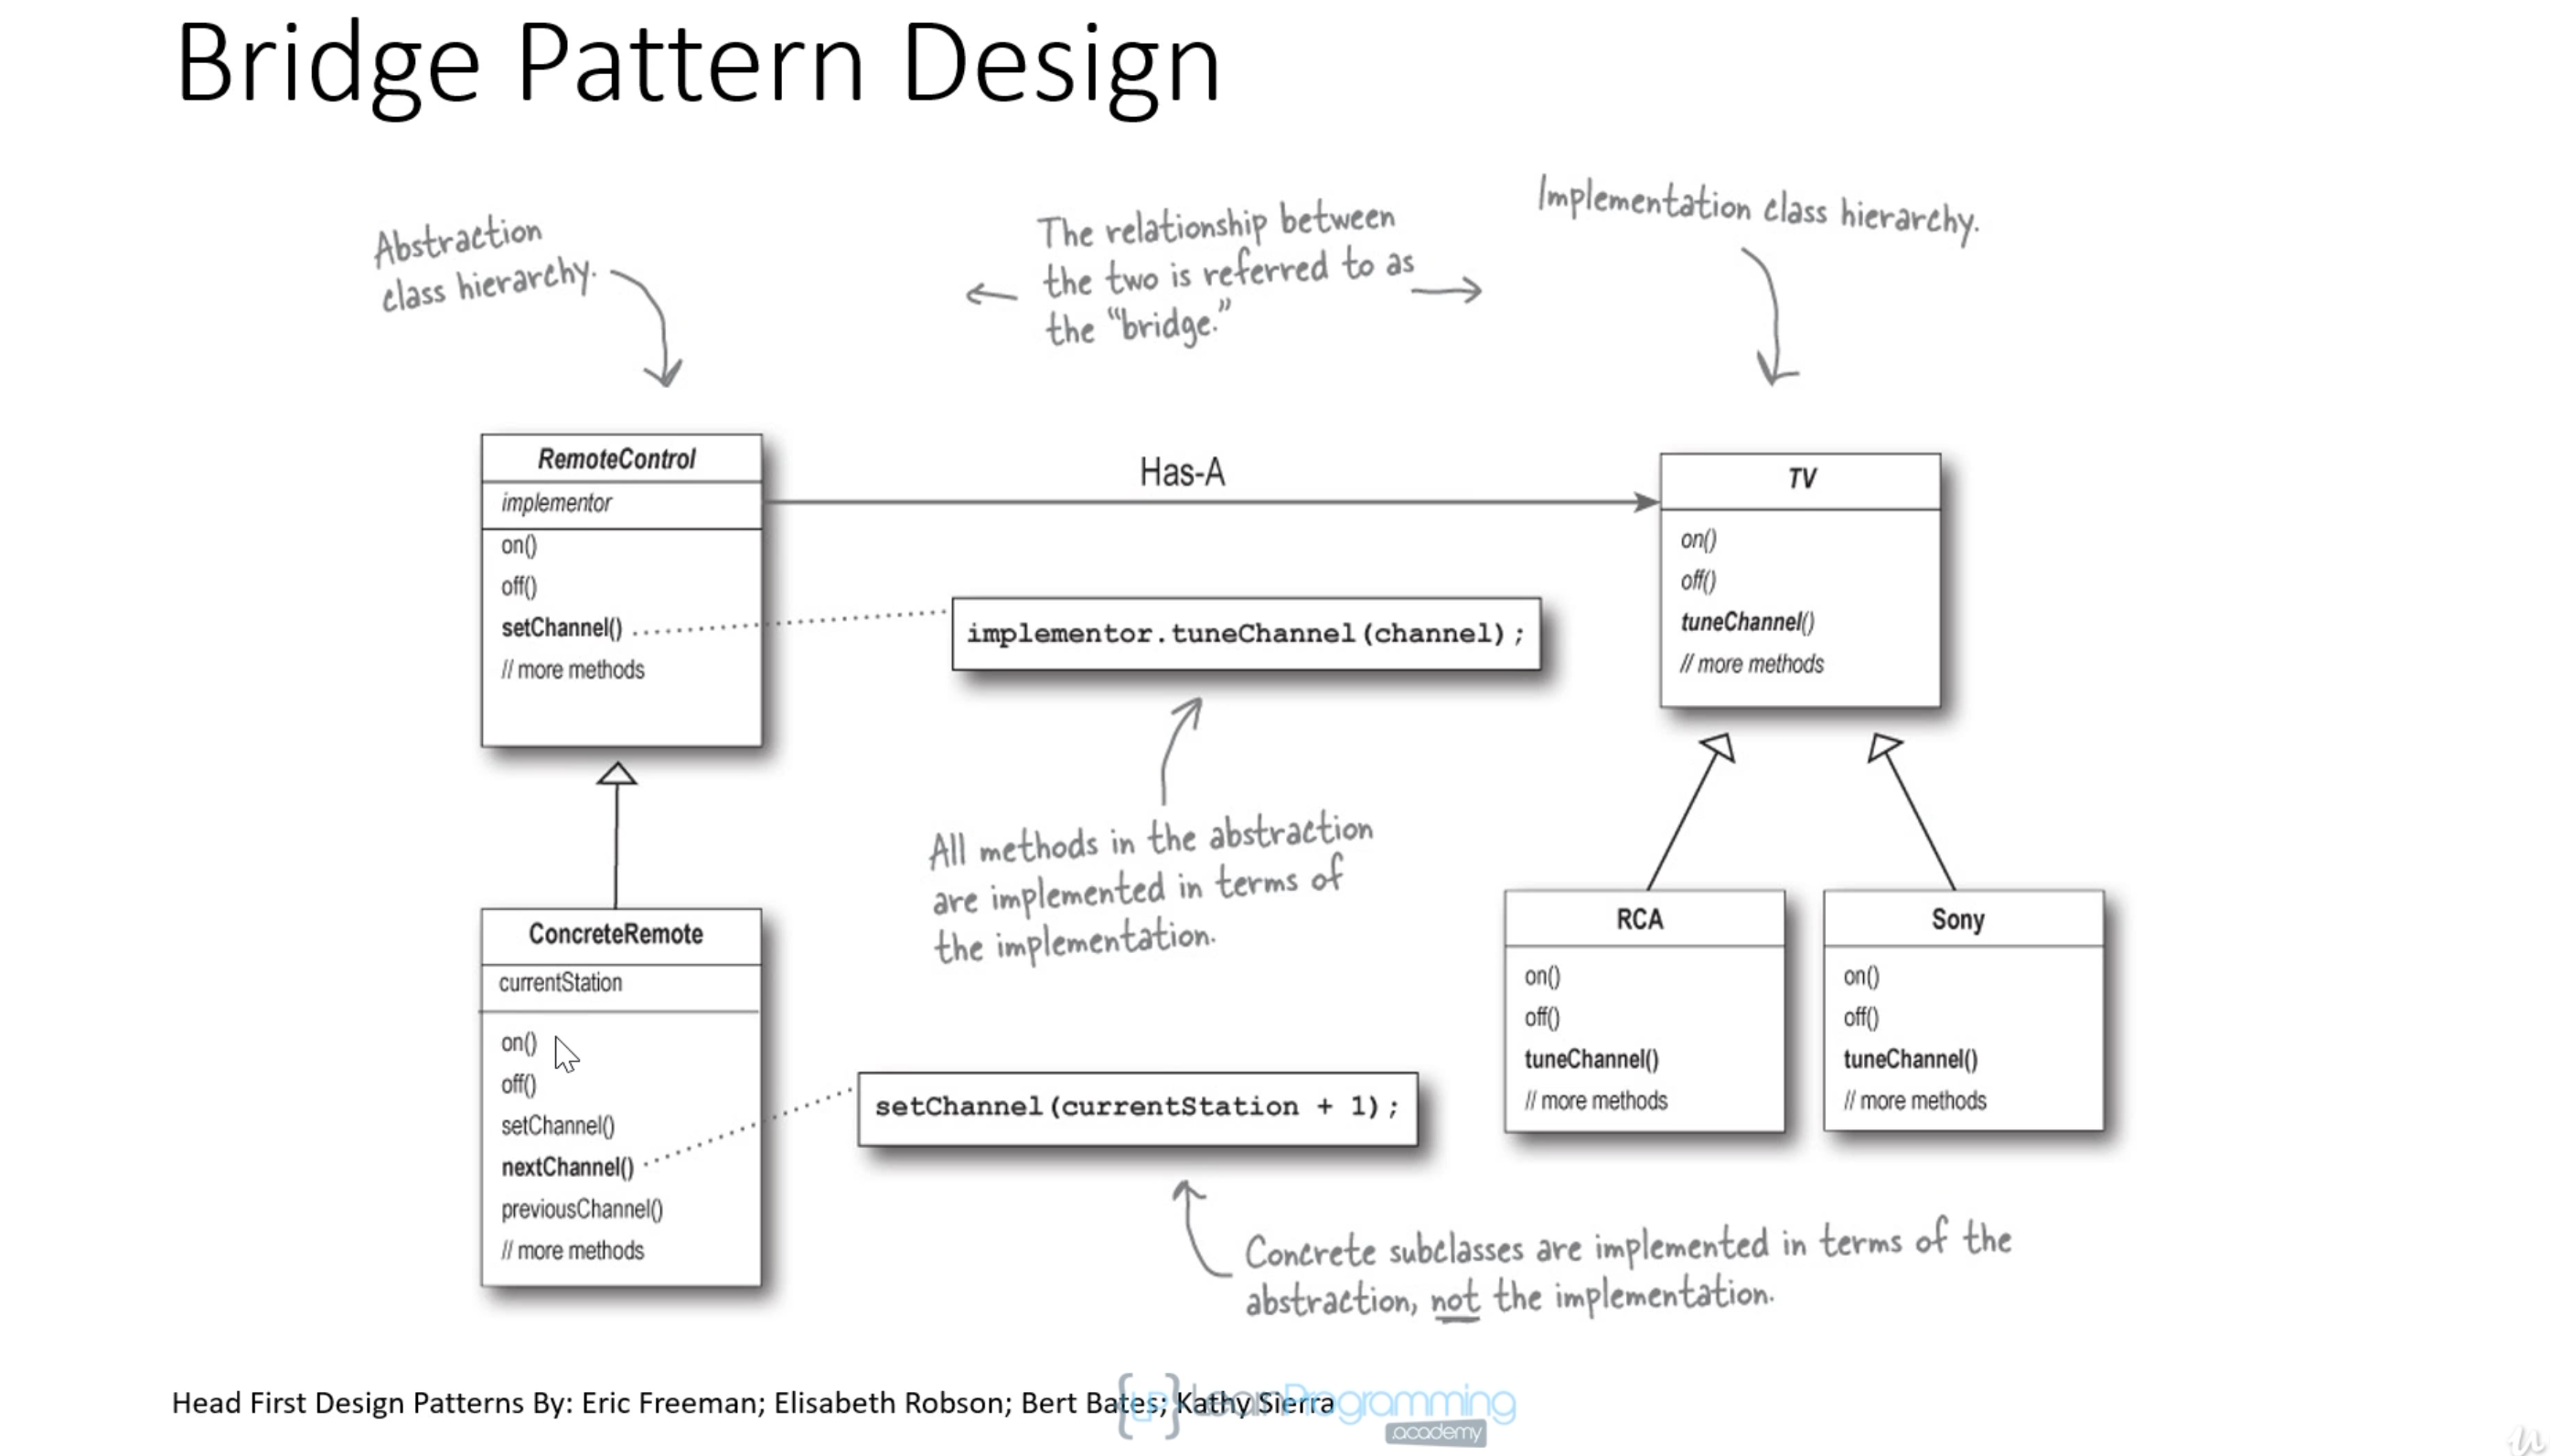 Bridge Pattern Design
Abstraction
class hierarchy.
The relationship between
the two is referred to as
the “bridge.”
Implementation class hierarchy.
RemoteControl
implementor
on()
off()
setChannel()
// more methods
Has-A
TV
on()
off()
tuneChannel()
// more methods
implementor.tuneChannel(channel);
All methods in the abstraction
are implemented in terms of
the implementation.
ConcreteRemote
currentStation
on()
off()
setChannel()
nextChannel()
previousChannel()
// more methods
setChannel(currentStation + 1);
Concrete subclasses are implemented in terms of the
abstraction, not the implementation.
RCA
on()
off()
tuneChannel()
// more methods
Sony
on()
off()
tuneChannel()
// more methods
Head First Design Patterns By: Eric Freeman; Elisabeth Robson; Bert Bates; Kathy Sierra
{LP} LearnProgramming
.academy
u